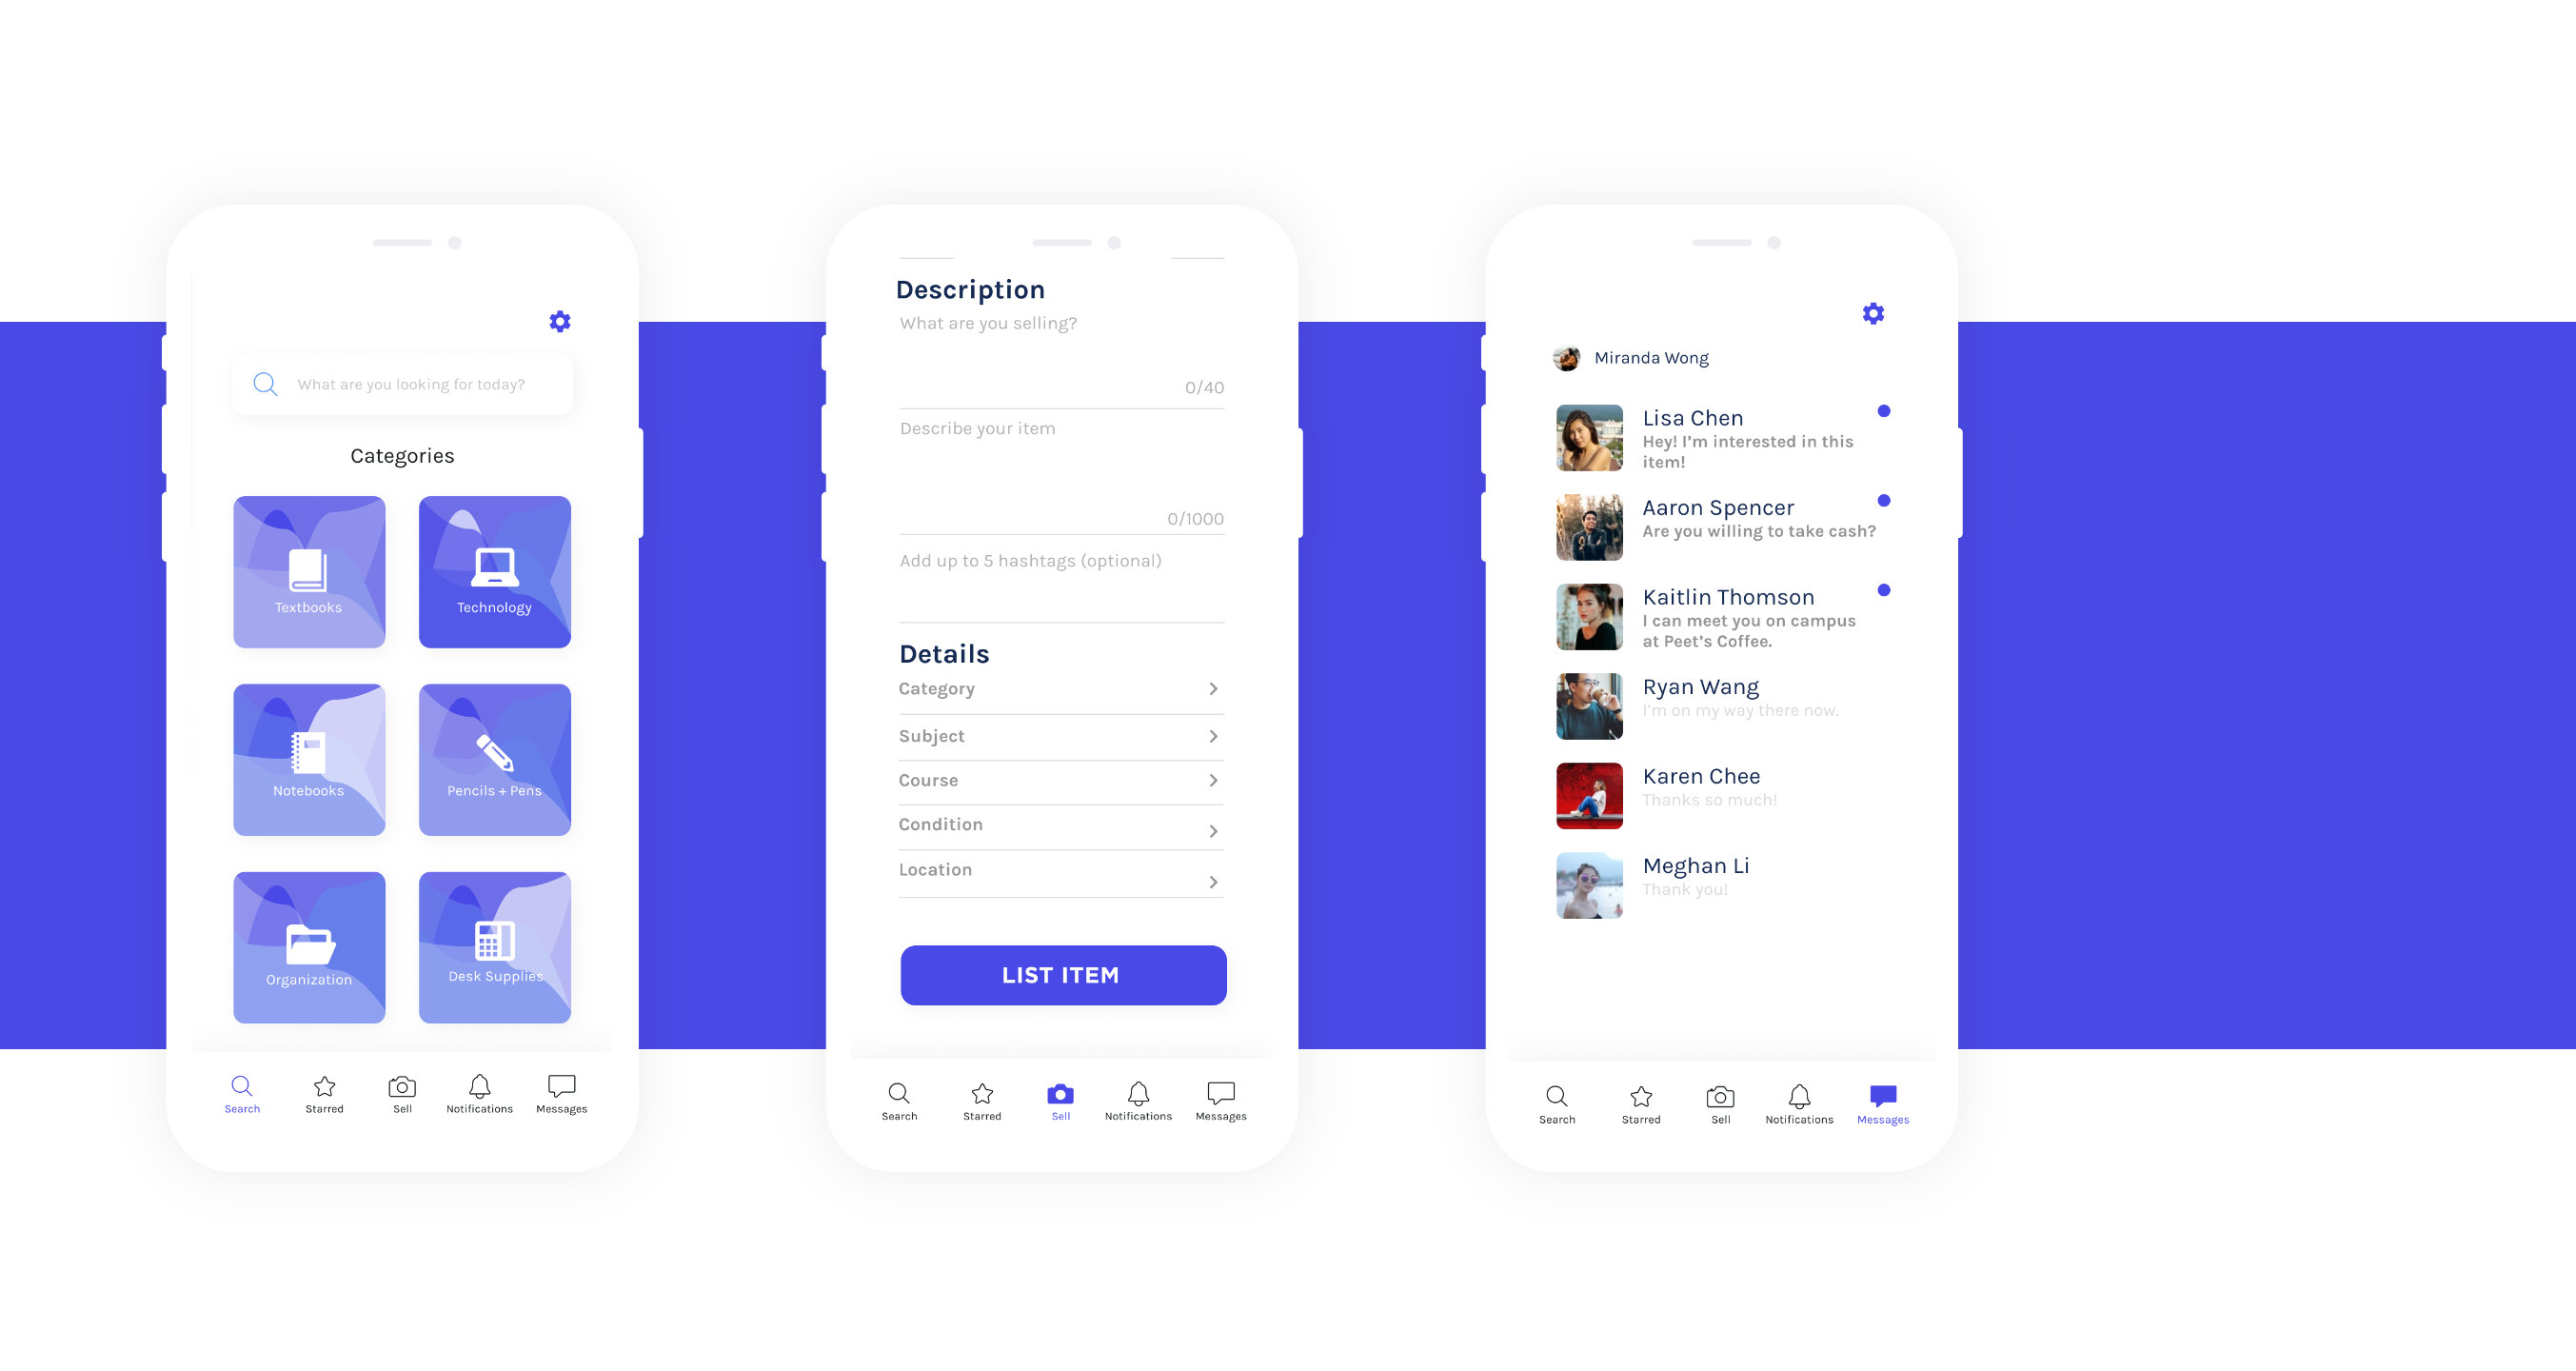 What are you looking for today?
Categories
Textbooks
Technology
Notebooks
Pencils + Pens
Organization
Desk Supplies
Search
Starred
Sell
Notifications
Messages
Description
What are you selling?
0/40
Describe your item
0/1000
Add up to 5 hashtags (optional)
Details
Category
Subject
Course
Condition
Location
LIST ITEM
Search
Starred
Sell
Notifications
Messages
Miranda Wong
Lisa Chen
Hey! I’m interested in this
item!
Aaron Spencer
Are you willing to take cash?
Kaitlin Thomson
I can meet you on campus
at Peet’s Coffee.
Ryan Wang
I’m on my way there now.
Karen Chee
Thanks so much!
Meghan Li
Thank you!
Search
Starred
Sell
Notifications
Messages